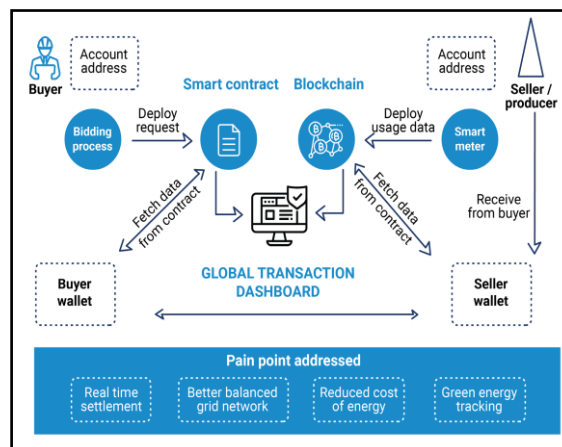 Account
address
Buyer
Smart contract
Blockchain
Account
address
Seller /
producer
Bidding
process
Deploy
request
Deploy
usage data
Smart
meter
Fetch data
from contract
Fetch data
from contract
Receive
from buyer
Buyer
wallet
GLOBAL TRANSACTION
DASHBOARD
Seller
wallet
Pain point addressed
Real time
settlement
Better balanced
grid network
Reduced cost
of energy
Green energy
tracking